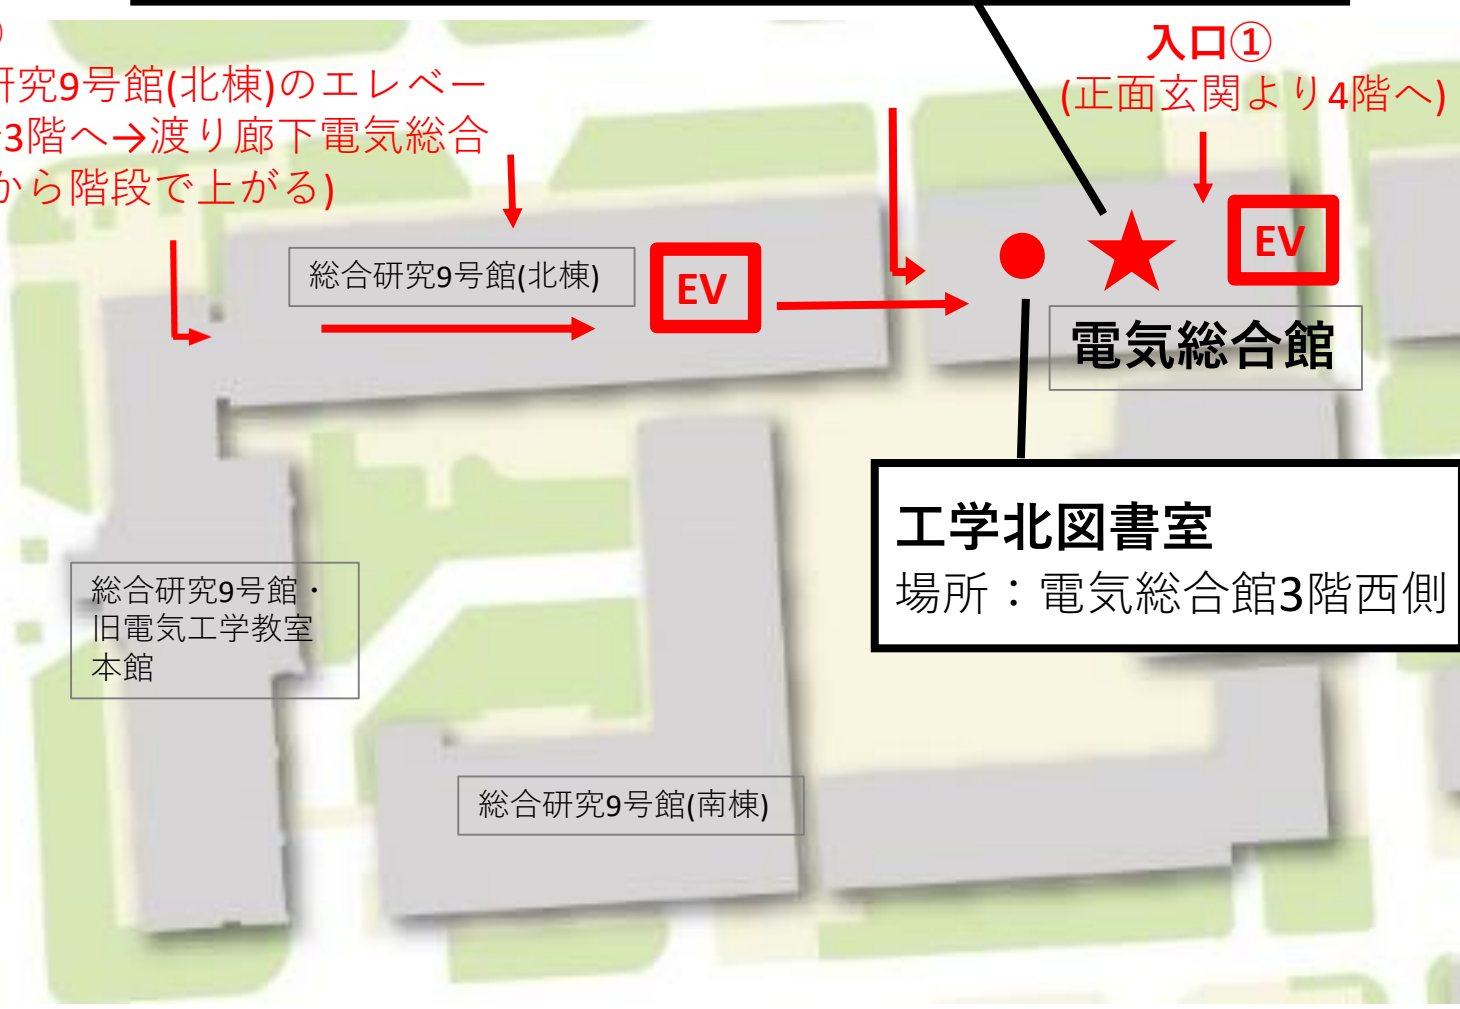 入口①
(正面玄関より4階へ)
研究9号館(北棟)のエレベー
3階へ→渡り廊下電気総合
から階段で上がる)
総合研究9号館(北棟)
EV
EV
電気総合館
工学北図書室
場所：電気総合館3階西側
総合研究9号館・
旧電気工学教室
本館
総合研究9号館(南棟)